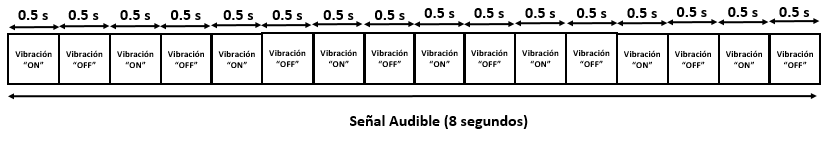 0.5 s 0.5 s 0.5 s 0.5 s 0.5 s 0.5 s 0.5 s 0.5 s 0.5 s 0.5 s 0.5 s 0.5 s 0.5 s 0.5 s 0.5 s 0.5 s
Vibración Vibración Vibración Vibración Vibración Vibración Vibración Vibración Vibración Vibración Vibración Vibración Vibración Vibración Vibración Vibración
“ON” “OFF” “ON” “OFF” “ON” “OFF” “ON” “OFF” “ON” “OFF” “ON” “OFF” “ON” “OFF” “ON” “OFF”
Señal Audible (8 segundos)